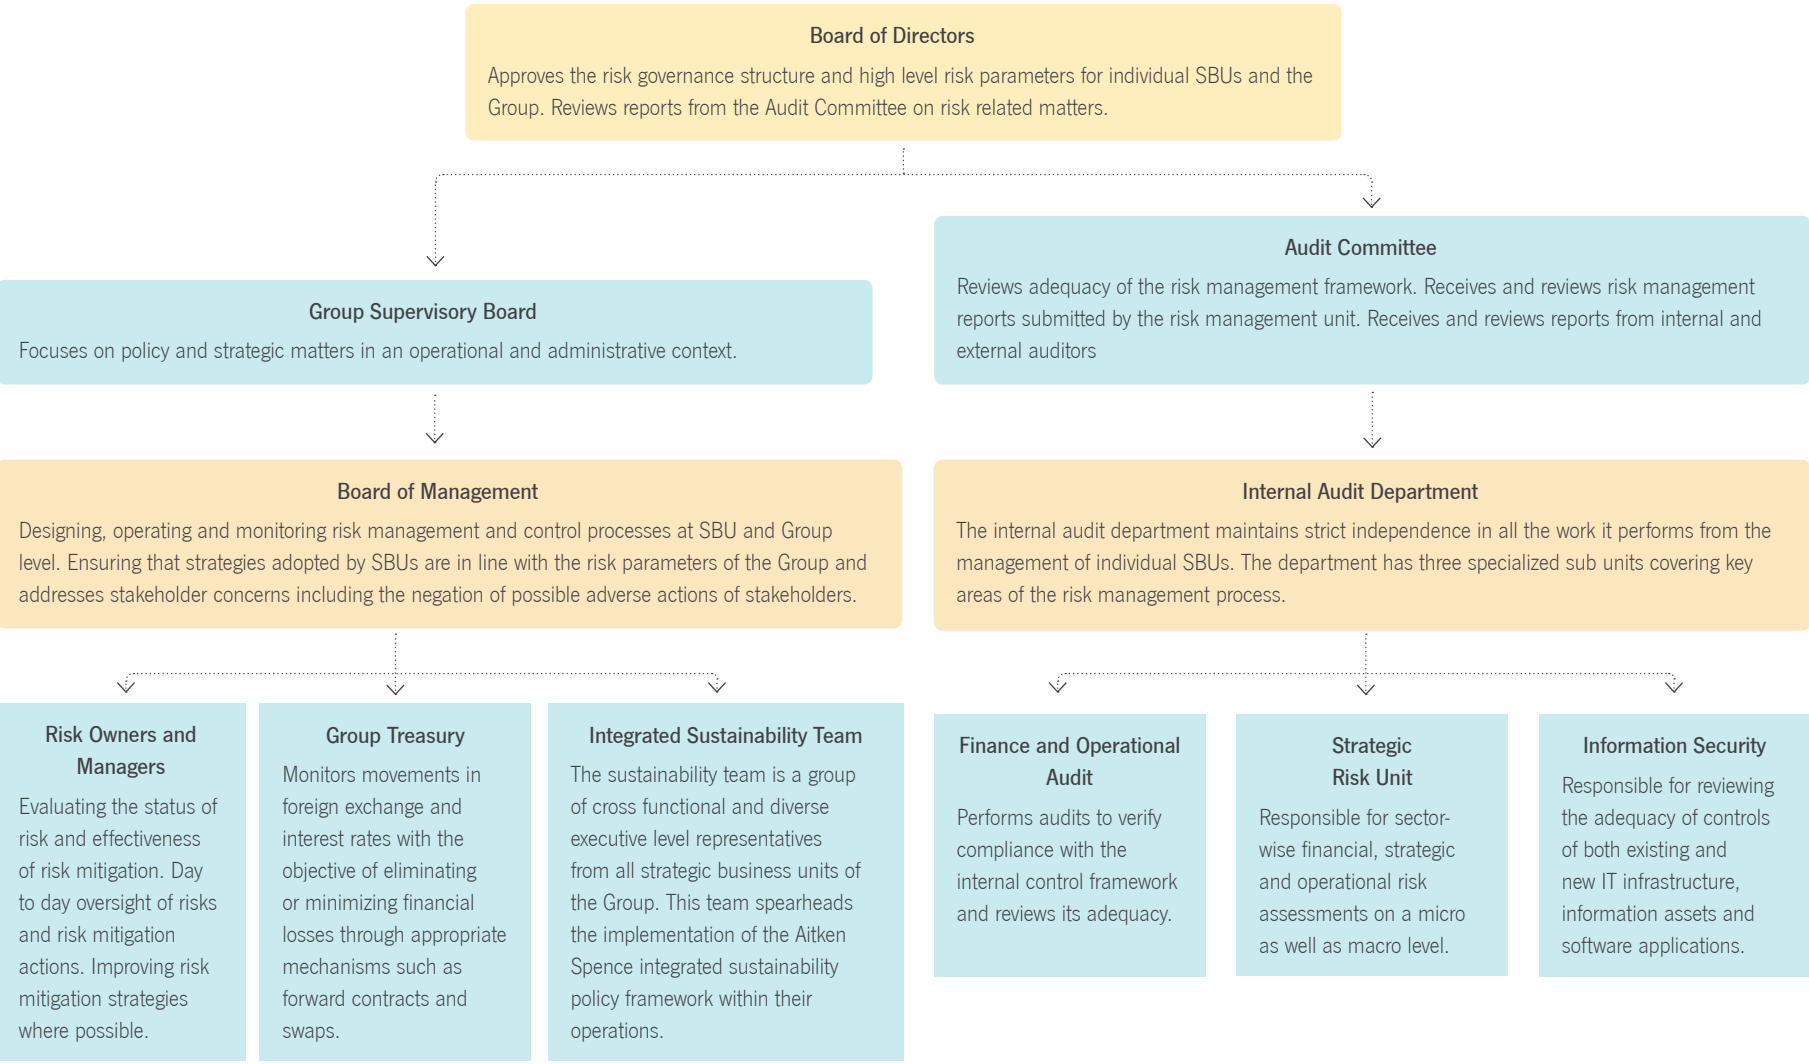 Board of Directors
Approves the risk governance structure and high level risk parameters for individual SBUs and the
Group. Reviews reports from the Audit Committee on risk related matters.
Group Supervisory Board
Focuses on policy and strategic matters in an operational and administrative context.
Audit Committee
Reviews adequacy of the risk management framework. Receives and reviews risk management
reports submitted by the risk management unit. Receives and reviews reports from internal and
external auditors
Board of Management
Designing, operating and monitoring risk management and control processes at SBU and Group
level. Ensuring that strategies adopted by SBUs are in line with the risk parameters of the Group and
addresses stakeholder concerns including the negation of possible adverse actions of stakeholders.
Internal Audit Department
The internal audit department maintains strict independence in all the work it performs from the
management of individual SBUs. The department has three specialized sub units covering key
areas of the risk management process.
Risk Owners and
Managers
Evaluating the status of
risk and effectiveness
of risk mitigation. Day
to day oversight of risks
and risk mitigation
actions. Improving risk
mitigation strategies
where possible.
Group Treasury
Monitors movements in
foreign exchange and
interest rates with the
objective of eliminating
or minimizing financial
losses through appropriate
mechanisms such as
forward contracts and
swaps.
Integrated Sustainability Team
The sustainability team is a group
of cross functional and diverse
executive level representatives
from all strategic business units of
the Group. This team spearheads
the implementation of the Aitken
Spence integrated sustainability
policy framework within their
operations.
Finance and Operational
Audit
Performs audits to verify
compliance with the
internal control framework
and reviews its adequacy.
Strategic
Risk Unit
Responsible for sector-
wise financial, strategic
and operational risk
assessments on a micro
as well as macro level.
Information Security
Responsible for reviewing
the adequacy of controls
of both existing and
new IT infrastructure,
information assets and
software applications.